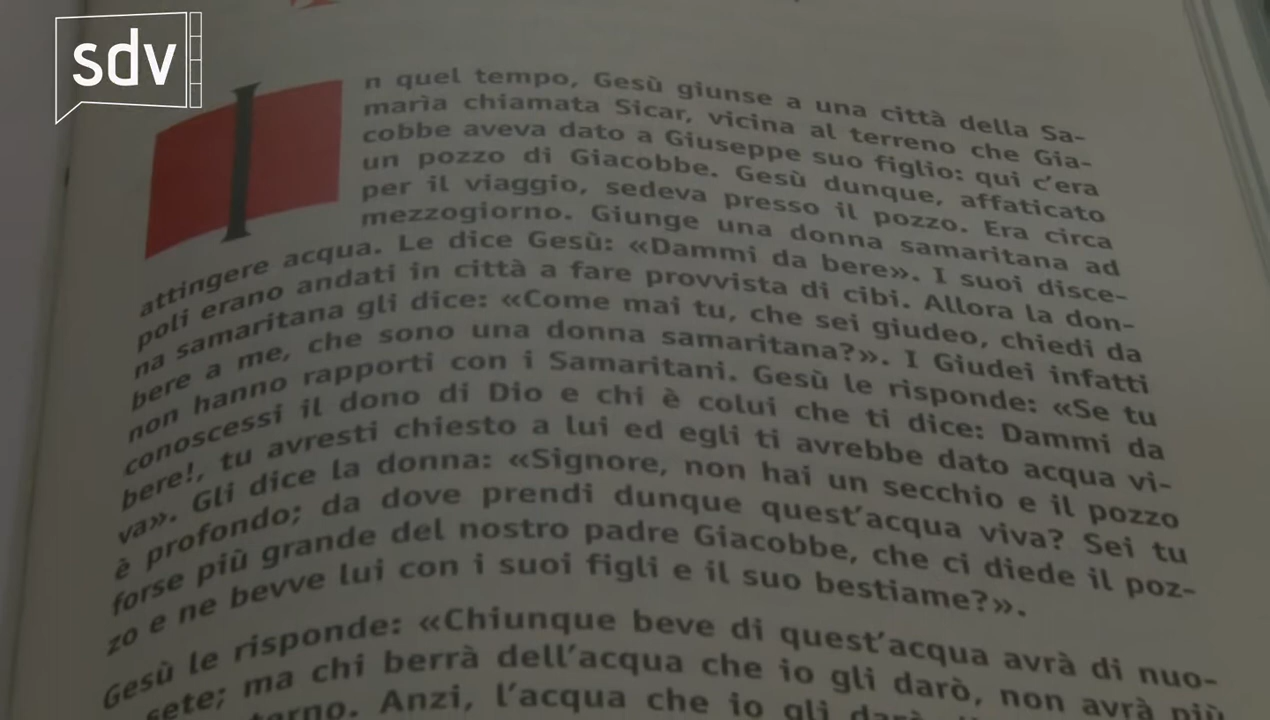 sdv
In quel tempo, Gesù giunse a una città della Sa-
marìa chiamata Sicar, vicina al terreno che Gia-
cobbe aveva dato a Giuseppe suo figlio: qui c'era
un pozzo di Giacobbe. Gesù dunque, affaticato
per il viaggio, sedeva presso il pozzo. Era circa
mezzogiorno. Giunge una donna samaritana ad
attingere acqua. Le dice Gesù: «Dammi da bere». I suoi disce-
poli erano andati in città a fare provvista di cibi. Allora la don-
na samaritana gli dice: «Come mai tu, che sei giudeo, chiedi da
bere a me, che sono una donna samaritana?». I Giudei infatti
non hanno rapporti con i Samaritani. Gesù le risponde: «Se tu
conoscessi il dono di Dio e chi è colui che ti dice: Dammi da
bere!, tu avresti chiesto a lui ed egli ti avrebbe dato acqua vi-
va». Gli dice la donna: «Signore, non hai un secchio e il pozzo
è profondo; da dove prendi dunque quest'acqua viva? Sei tu
forse più grande del nostro padre Giacobbe, che ci diede il poz-
zo e ne bevve lui con i suoi figli e il suo bestiame?».
Gesù le risponde: «Chiunque beve di quest'acqua avrà di nuo-
sete; ma chi berrà dell'acqua che io gli darò, non avrà più
Anzi, l'acqua che io gli darò